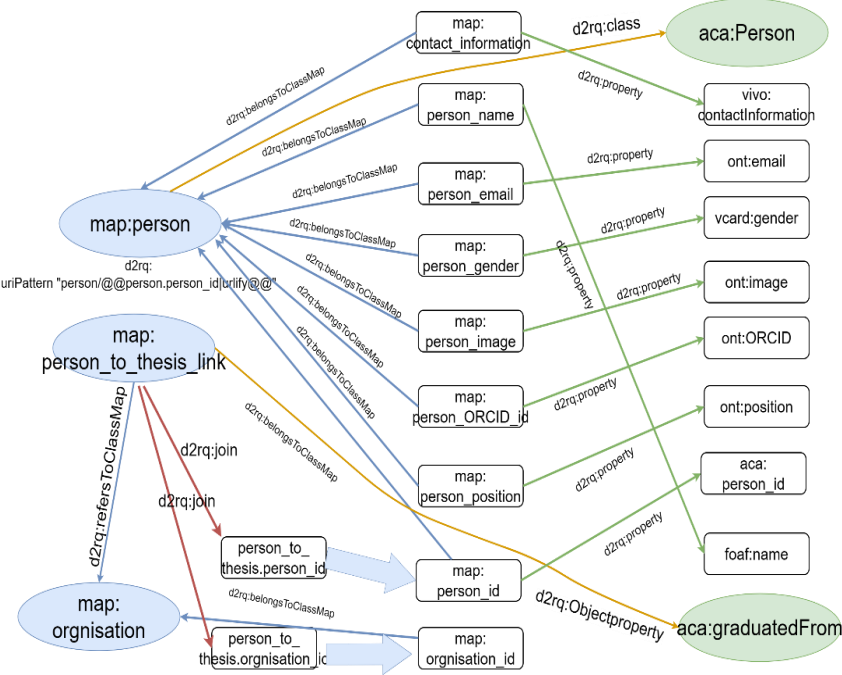 map:
contact_information
d2rq:class
aca:Person
d2rq:belongsToClassMap
d2rq:property
map:
person_name
vivo:
contactInformation
d2rq:belongsToClassMap
map:
person_email
d2rq:property
ont:email
d2rq:belongsToClassMap
map:person
d2rq:
uriPattern "person/@@person.person_id|urlify@@"
d2rq:belongsToClassMap
map:
person_gender
d2rq:property
vcard:gender
d2rq:property
d2rq:belongsToClassMap
map:
person_image
d2rq:property
ont:image
d2rq:belongsToClassMap
map:
person_ORCID_id
d2rq:property
ont:ORCID
map:
person_to_thesis_link
d2rq:belongsToClassMap
map:
person_position
d2rq:property
ont:position
d2rq:belongsToClassMap
d2rq:refersToClassMap
d2rq:join
d2rq:join
aca:
person_id
d2rq:property
person_to_
thesis.person_id
map:
person_id
foaf:name
map:
orgnisation
d2rq:belongsToClassMap
d2rq:Objectproperty
aca:graduatedFrom
person_to_
thesis.orgnisation_id
map:
orgnisation_id